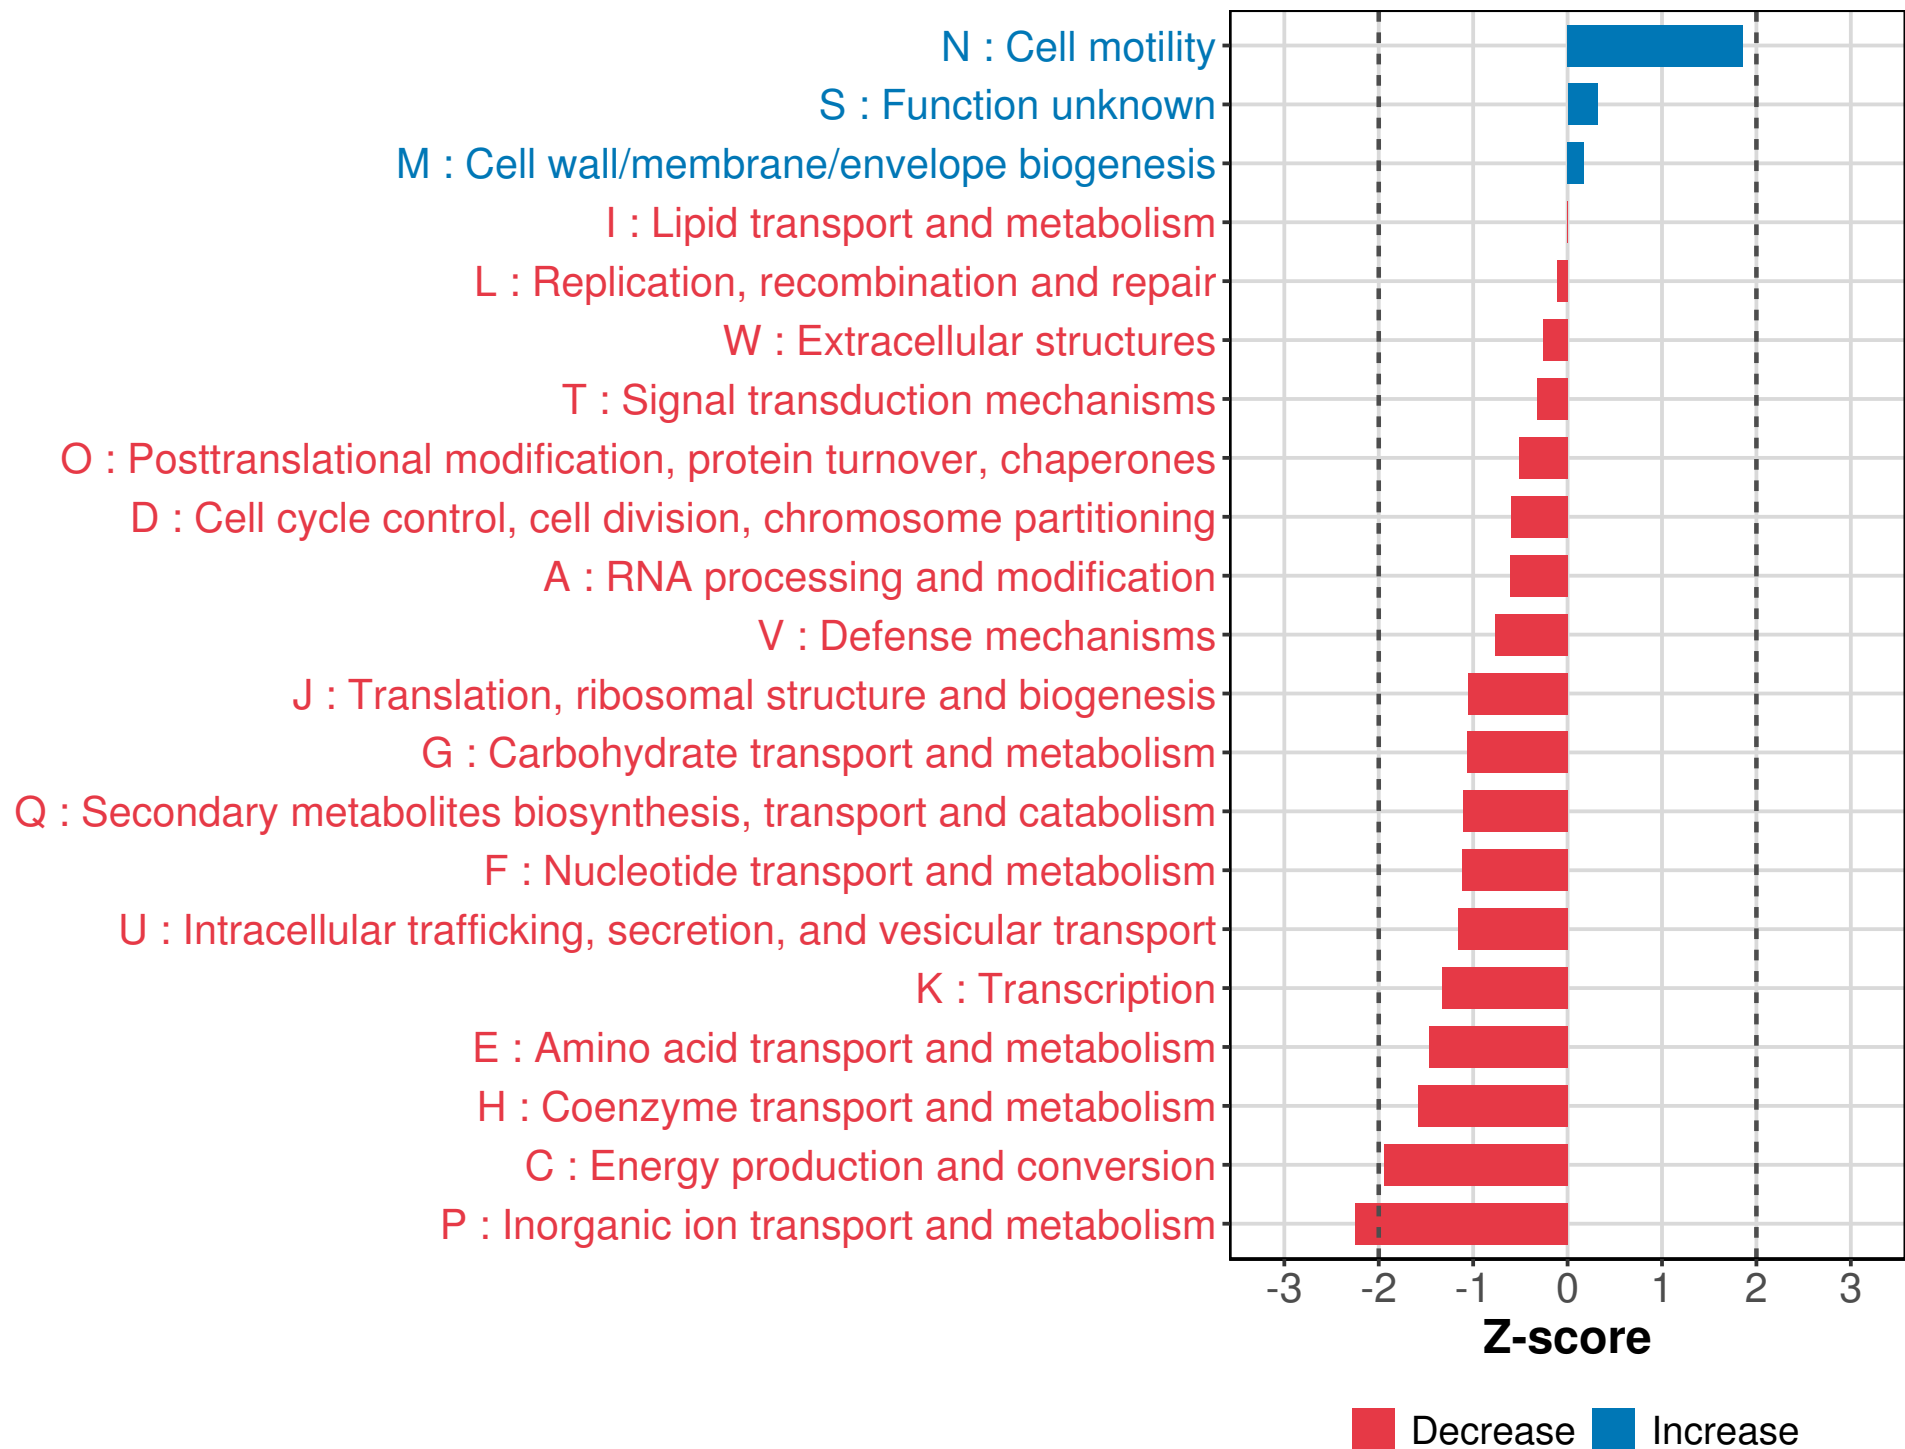 N : Cell motility
S : Function unknown
M : Cell wall/membrane/envelope biogenesis
I : Lipid transport and metabolism
L : Replication, recombination and repair
W : Extracellular structures
T : Signal transduction mechanisms
O : Posttranslational modification, protein turnover, chaperones
D : Cell cycle control, cell division, chromosome partitioning
A : RNA processing and modification
V : Defense mechanisms
J : Translation, ribosomal structure and biogenesis
G : Carbohydrate transport and metabolism
Q : Secondary metabolites biosynthesis, transport and catabolism
F : Nucleotide transport and metabolism
U : Intracellular trafficking, secretion, and vesicular transport
K : Transcription
E : Amino acid transport and metabolism
H : Coenzyme transport and metabolism
C : Energy production and conversion
P : Inorganic ion transport and metabolism
-3 -2 -1 0 1 2 3
Z-score
Decrease Increase